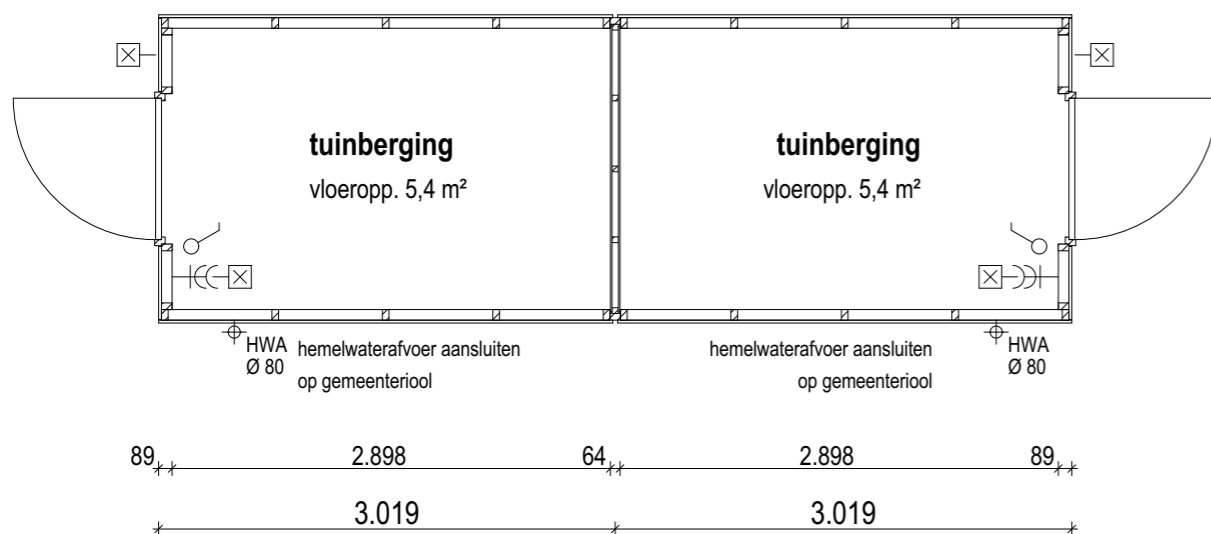 tuinberging
vloeropp. 5,4 m²
tuinberging
vloeropp. 5,4 m²
HWA
Ø 80
hemelwaterafvoer aansluiten
op gemeenteriool
hemelwaterafvoer aansluiten
op gemeenteriool
HWA
Ø 80
89 2.898 64 2.898 89
3.019 3.019